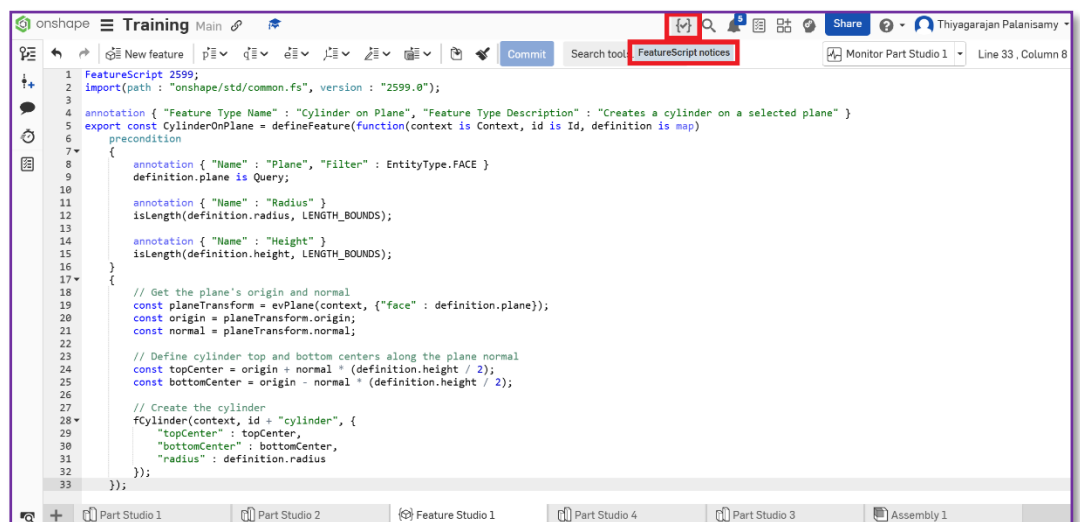 onshape Training Main 5 Share Thiyagarajan Palanisamy
New feature Commit Search tool FeatureScript notices Monitor Part Studio 1 Line 33 , Column 8
1 FeatureScript 2599;
2 import(path : "onshape/std/common.fs", version : "2599.0");
3
4 annotation { "Feature Type Name" : "Cylinder on Plane", "Feature Type Description" : "Creates a cylinder on a selected plane" }
5 export const CylinderOnPlane = defineFeature(function(context is Context, id is Id, definition is map)
6 precondition
7 {
8 annotation { "Name" : "Plane", "Filter" : EntityType.FACE }
9 definition.plane is Query;
10
11 annotation { "Name" : "Radius" }
12 isLength(definition.radius, LENGTH_BOUNDS);
13
14 annotation { "Name" : "Height" }
15 isLength(definition.height, LENGTH_BOUNDS);
16 }
17 {
18 // Get the plane's origin and normal
19 const planeTransform = evPlane(context, {"face" : definition.plane});
20 const origin = planeTransform.origin;
21 const normal = planeTransform.normal;
22
23 // Define cylinder top and bottom centers along the plane normal
24 const topCenter = origin + normal * (definition.height / 2);
25 const bottomCenter = origin - normal * (definition.height / 2);
26
27 // Create the cylinder
28 fCylinder(context, id + "cylinder", {
29 "topCenter" : topCenter,
30 "bottomCenter" : bottomCenter,
31 "radius" : definition.radius
32 });
33 });
Part Studio 1 Part Studio 2 Feature Studio 1 Part Studio 4 Part Studio 3 Assembly 1